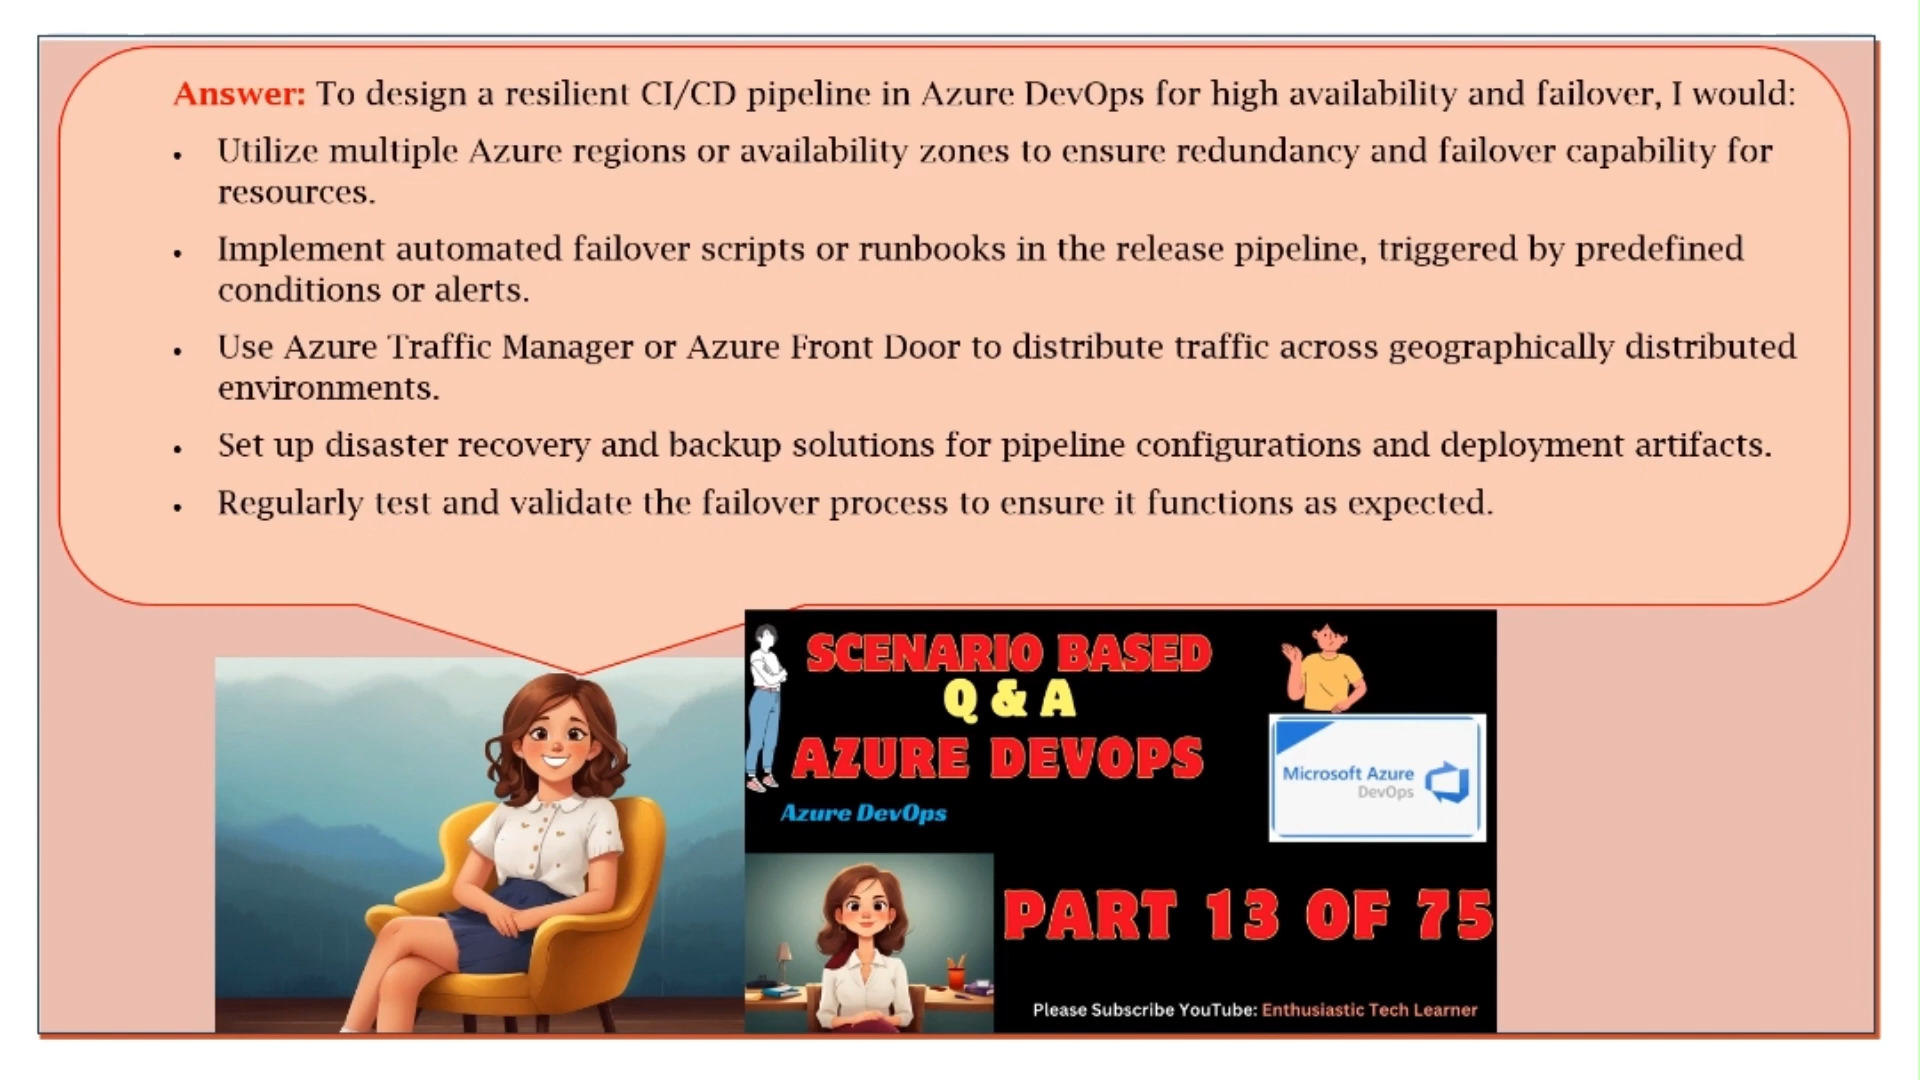 Answer: To design a resilient CI/CD pipeline in Azure DevOps for high availability and failover, I would:
• Utilize multiple Azure regions or availability zones to ensure redundancy and failover capability for
resources.
• Implement automated failover scripts or runbooks in the release pipeline, triggered by predefined
conditions or alerts.
• Use Azure Traffic Manager or Azure Front Door to distribute traffic across geographically distributed
environments.
• Set up disaster recovery and backup solutions for pipeline configurations and deployment artifacts.
• Regularly test and validate the failover process to ensure it functions as expected.
SCENARIO BASED
Q & A
AZURE DEVOPS
Azure DevOps
Microsoft Azure
DevOps
PART 13 OF 75
Please Subscribe YouTube: Enthusiastic Tech Learner